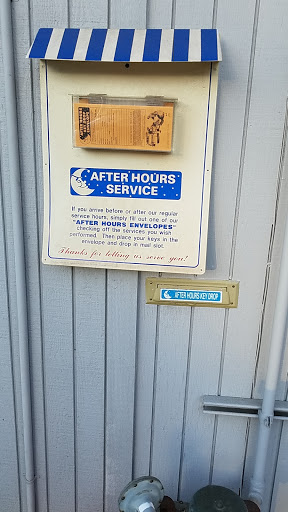 AFTER HOURS
SERVICE
If you arrive before or after our regular
service hours, simply fill out one of our
"AFTER HOURS ENVELOPES"
checking off the services you wish
performed. Then place your keys in the
envelope and drop in mail slot.
Thanks for letting us serve you!
AFTER HOURS KEY DROP